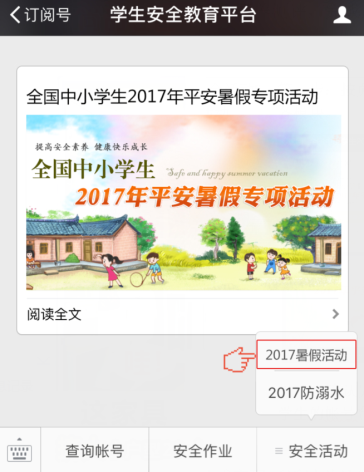 订阅号
学生安全教育平台
全国中小学生2017年平安暑假专项活动
提高安全素养 健康快乐成长
全国中小学生
Safe and happy summer vacation
2017年平安暑假专项活动
阅读全文
2017暑假活动
2017防溺水
查询帐号
安全作业
安全活动